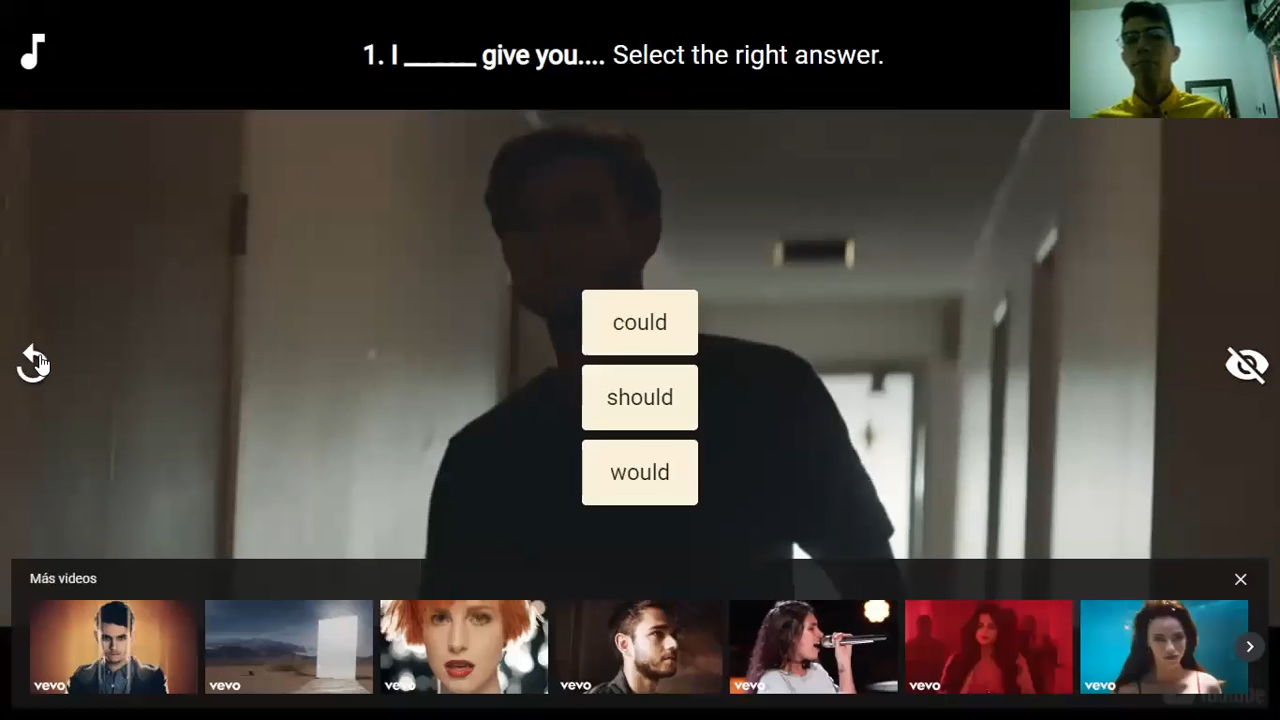 1. I ______ give you.... Select the right answer.
could
should
would
Más videos
vevo vevo vevo vevo vevo vevo vevo
YouTube